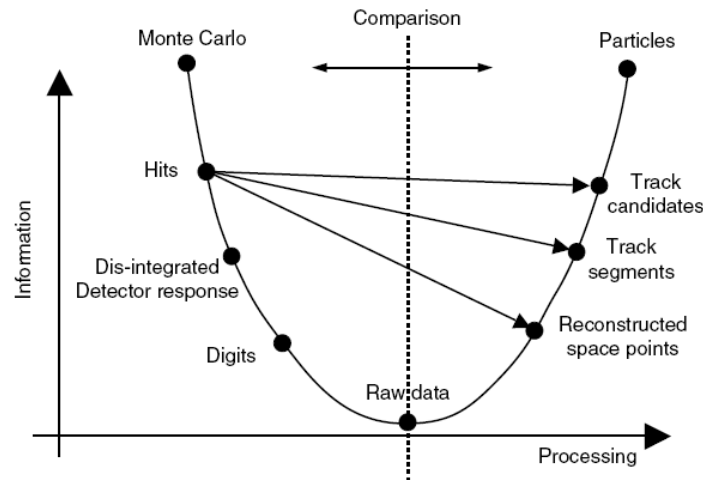 Comparison
Monte Carlo
Particles
Hits
Track
candidates
Track
segments
Dis-integrated
Detector response
Information
Reconstructed
space points
Digits
Raw data
Processing